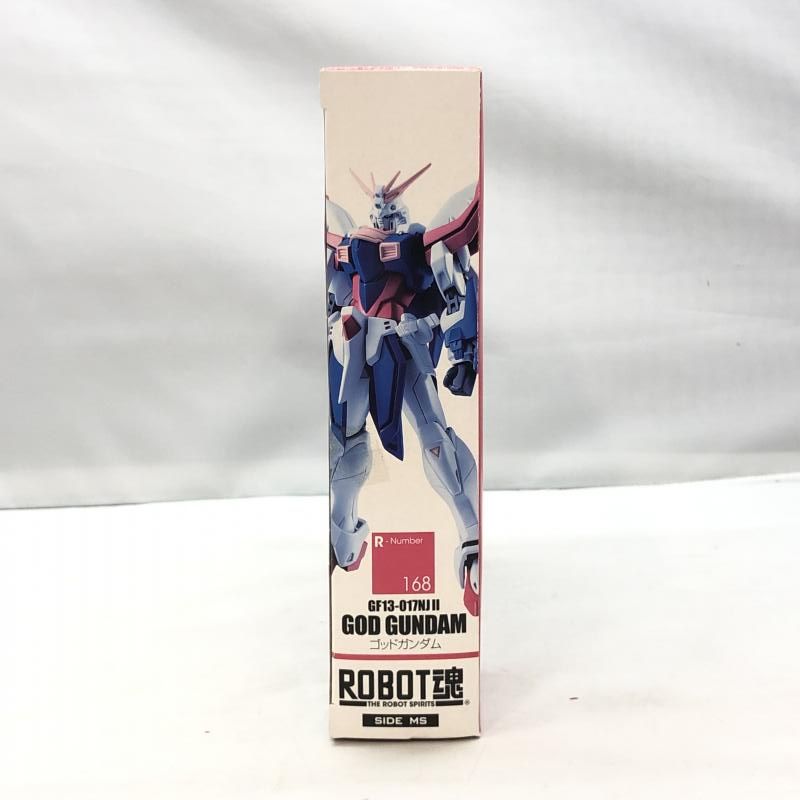 R - Number
168
GF13-017NJ II
GOD GUNDAM
ゴッドガンダム
ROBOT魂
THE ROBOT SPIRITS ®
SIDE MS